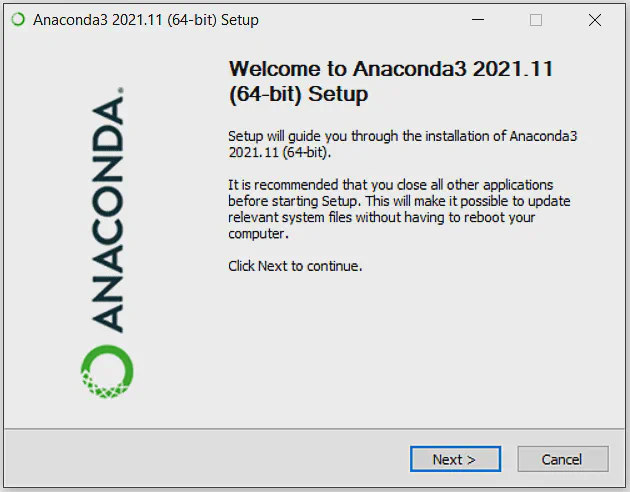 Anaconda3 2021.11 (64-bit) Setup
Welcome to Anaconda3 2021.11
(64-bit) Setup
ANACONDA.
Setup will guide you through the installation of Anaconda3
2021.11 (64-bit).
It is recommended that you close all other applications
before starting Setup. This will make it possible to update
relevant system files without having to reboot your
computer.
Click Next to continue.
Next >
Cancel